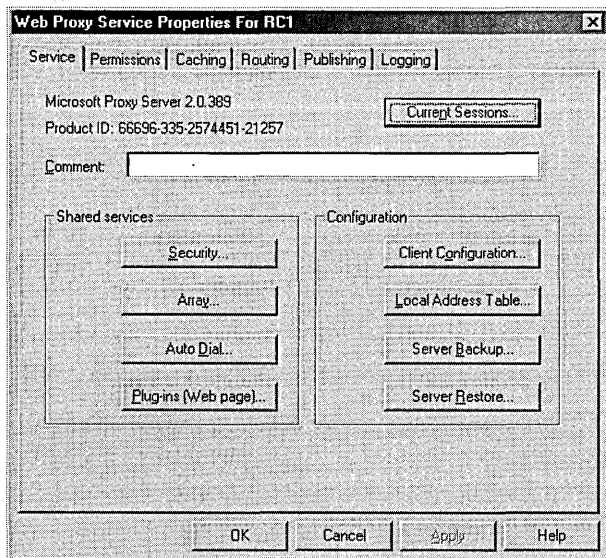 Web Proxy Service Properties For RC1
Service Permissions Caching Routing Publishing Logging
Microsoft Proxy Server 2.0.389
Current Sessions...
Product ID: 66696-335-2574451-21257
Comment:
Shared services
Security...
Array...
Auto Dial...
Plug-ins (Web page)...
Configuration
Client Configuration...
Local Address Table...
Server Backup...
Server Restore...
OK Cancel Apply Help